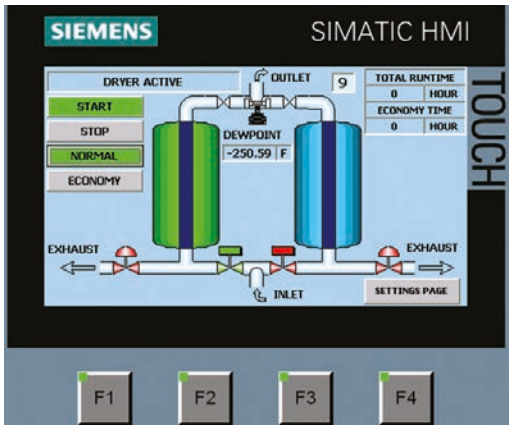 SIEMENS
SIMATIC HMI
TOUCH
DRYER ACTIVE
OUTLET
9
TOTAL RUNTIME
0 HOUR
ECONOMY TIME
0 HOUR
START
STOP
NORMAL
ECONOMY
DEWPOINT
-250.59 F
EXHAUST
EXHAUST
INLET
SETTINGS PAGE
F1
F2
F3
F4